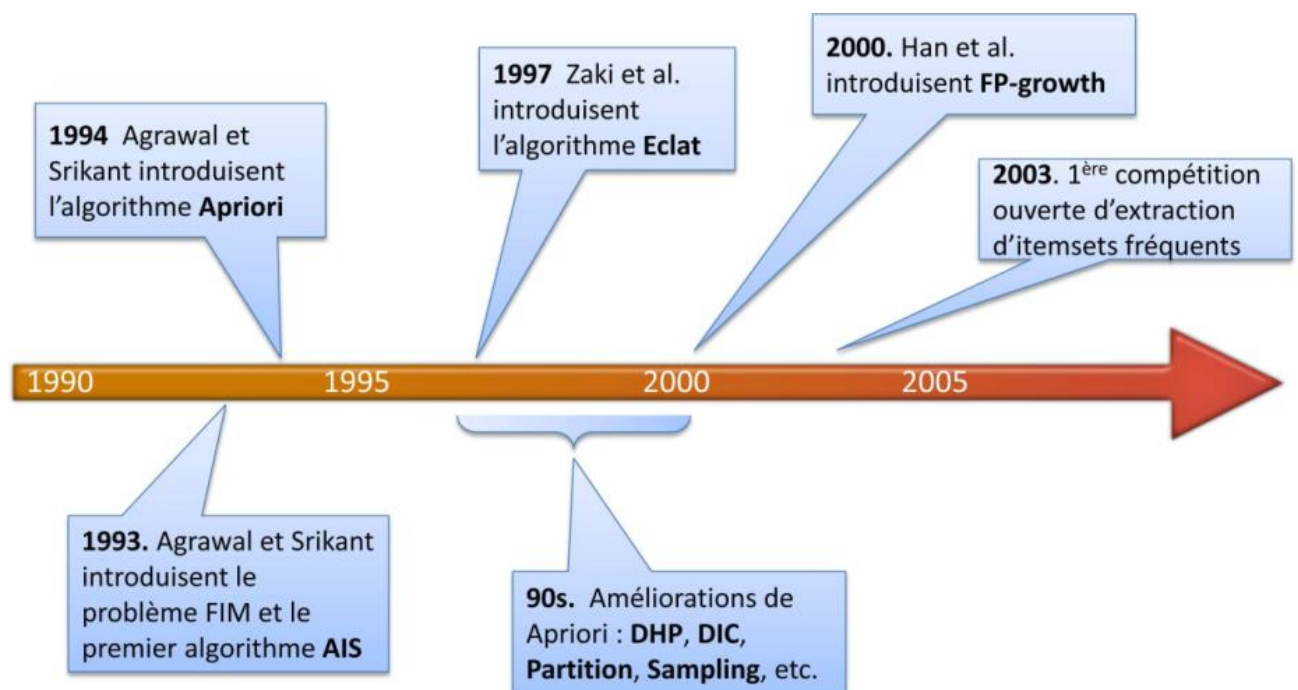 1994 Agrawal et
Srikant introduisent
l’algorithme Apriori
1997 Zaki et al.
introduisent
l’algorithme Eclat
2000. Han et al.
introduisent FP-growth
2003. 1ère compétition
ouverte d’extraction
d’itemsets fréquents
1990 1995 2000 2005
1993. Agrawal et Srikant
introduisent le
problème FIM et le
premier algorithme AIS
90s. Améliorations de
Apriori : DHP, DIC,
Partition, Sampling, etc.